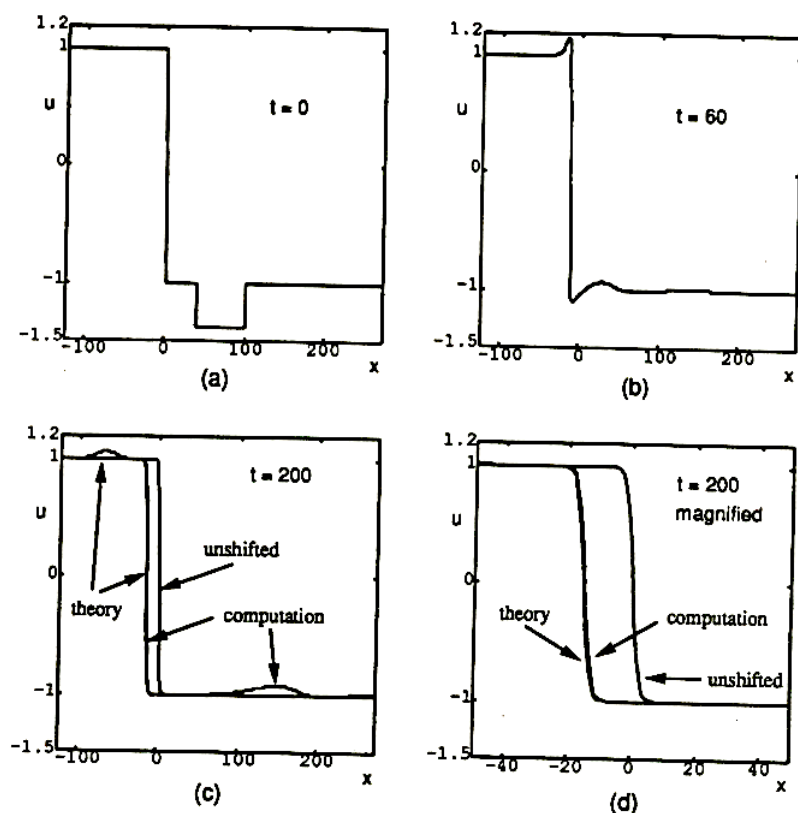 1.2
1
u
0
-1
-1.5
t = 0
-100
0
100
200
x
(a)
1.2
1
u
0
-1
-1.5
t = 60
-100
0
100
200
x
(b)
1.2
1
u
0
-1
-1.5
t = 200
unshifted
theory
computation
-100
0
100
200
x
(c)
1.2
1
u
0
-1
-1.5
t = 200
magnified
theory
computation
unshifted
-40
-20
0
20
40
x
(d)